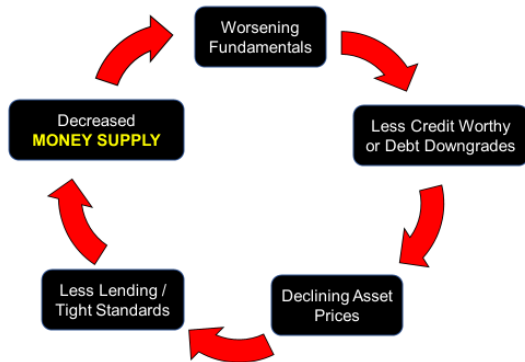 Worsening
Fundamentals
Less Credit Worthy
or Debt Downgrades
Declining Asset
Prices
Less Lending /
Tight Standards
Decreased
MONEY SUPPLY